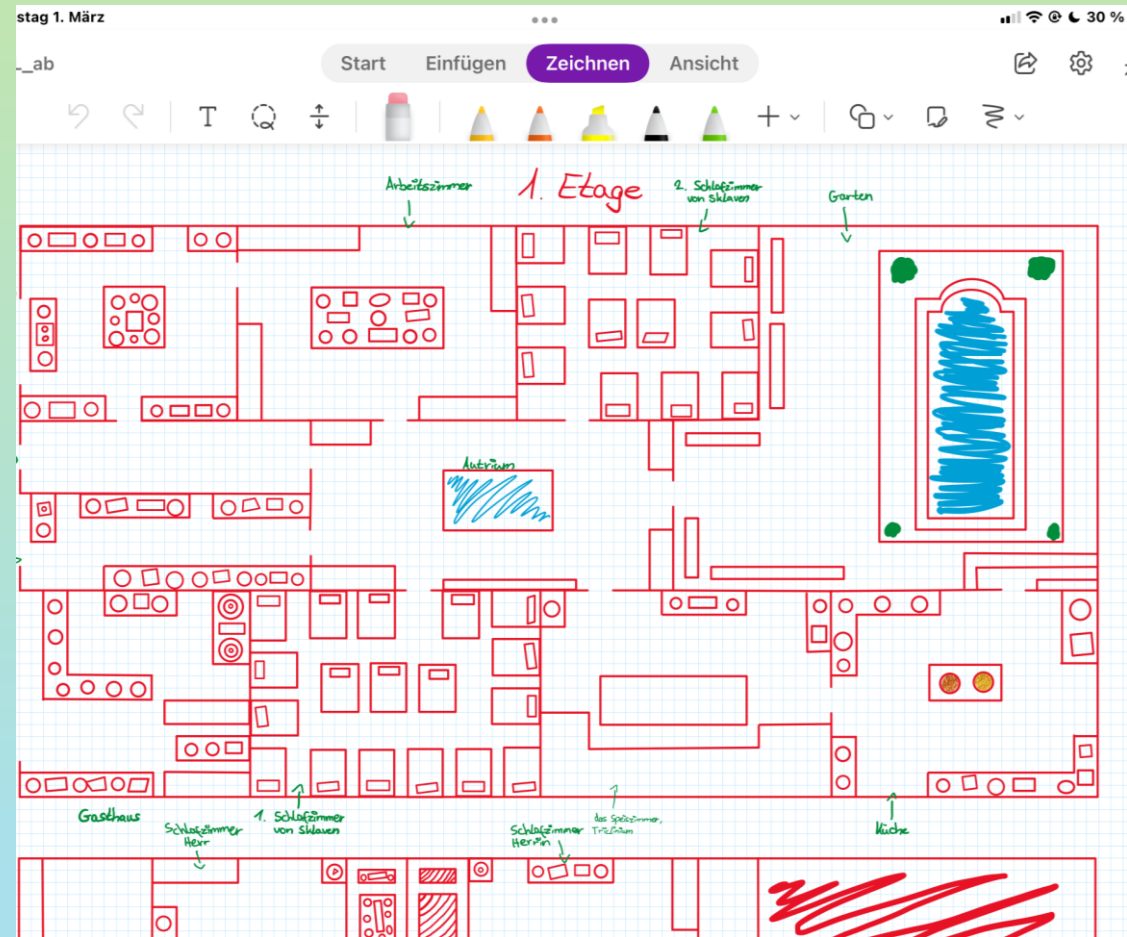 stag 1. März
30 %
_ab
Start Einfügen Zeichnen Ansicht
T
1. Etage
Arbeitszimmer
2. Schlafzimmer
von Sklaven
Garten
Autrium
Gasthaus
1. Schlafzimmer
von Sklaven
das Speisezimmer,
Triclinium
Küche
Schlafzimmer
Herr
Schlafzimmer
Herrin